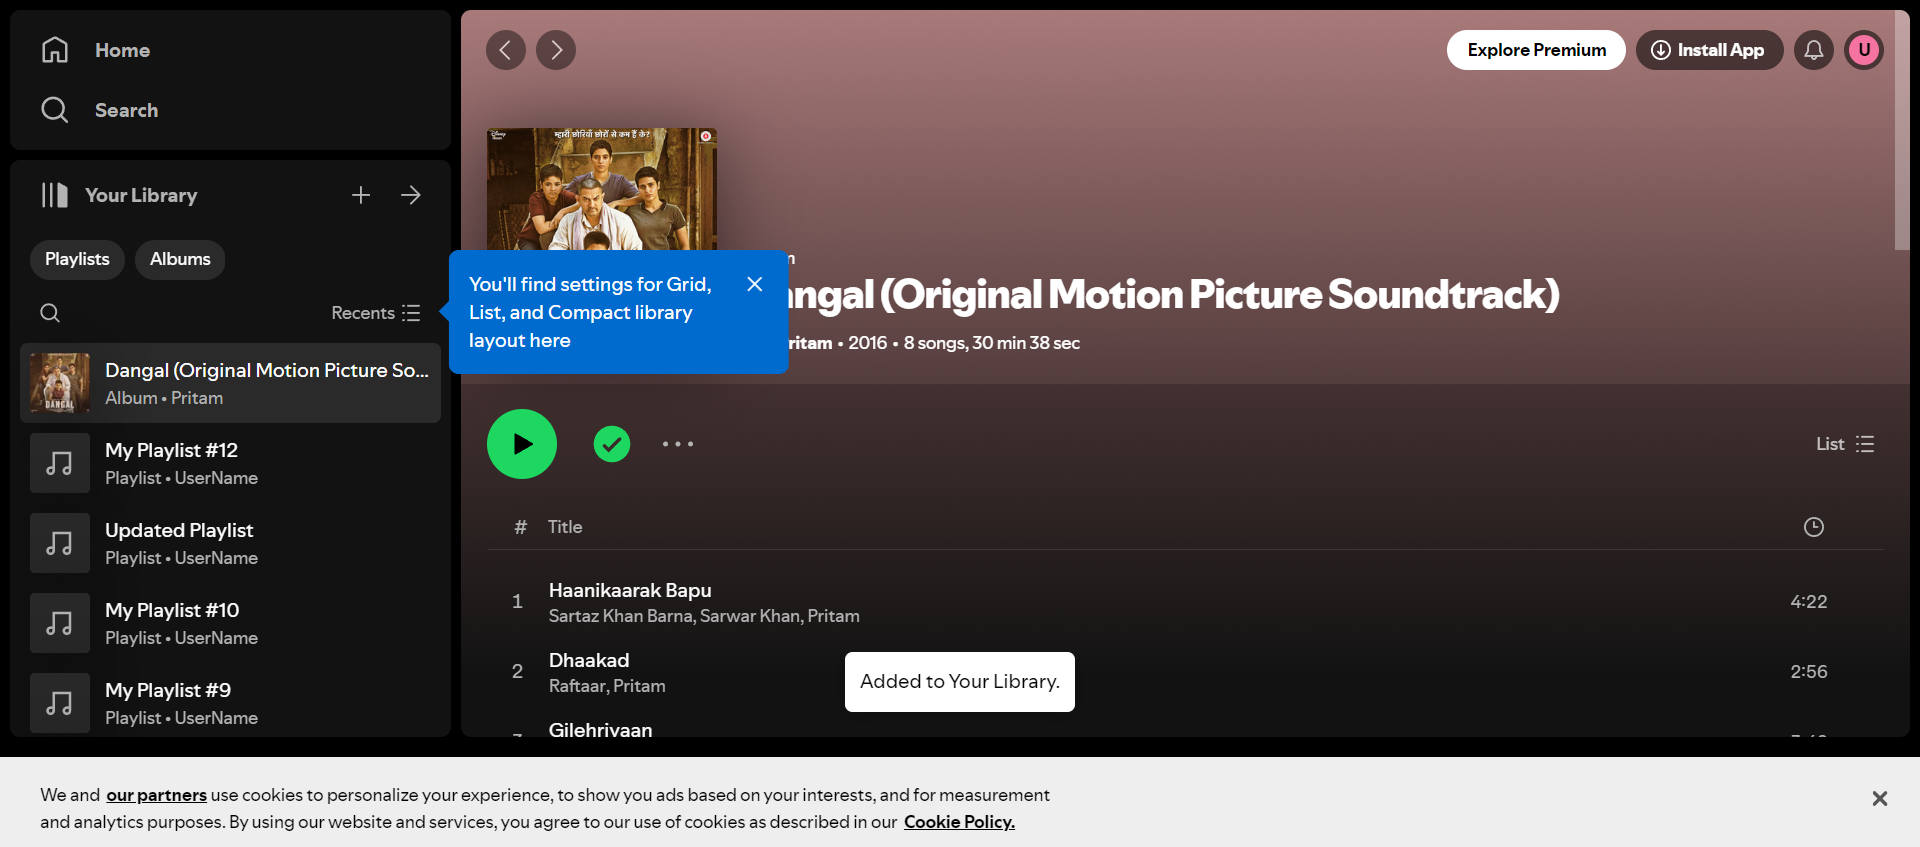 Home
Search
Your Library
Playlists
Albums
Recents
Dangal (Original Motion Picture So...
Album • Pritam
My Playlist #12
Playlist • UserName
Updated Playlist
Playlist • UserName
My Playlist #10
Playlist • UserName
My Playlist #9
Playlist • UserName
Explore Premium
Install App
U
म्हारी छोरियाँ छोरों से कम हैं के?
You'll find settings for Grid,
List, and Compact library
layout here
ngal (Original Motion Picture Soundtrack)
ritam • 2016 • 8 songs, 30 min 38 sec
List
# Title
1 Haanikaarak Bapu 4:22
Sartaz Khan Barna, Sarwar Khan, Pritam
2 Dhaakad 2:56
Raftaar, Pritam
Gilehriyaan
Added to Your Library.
We and our partners use cookies to personalize your experience, to show you ads based on your interests, and for measurement
and analytics purposes. By using our website and services, you agree to our use of cookies as described in our Cookie Policy.
DANGAL